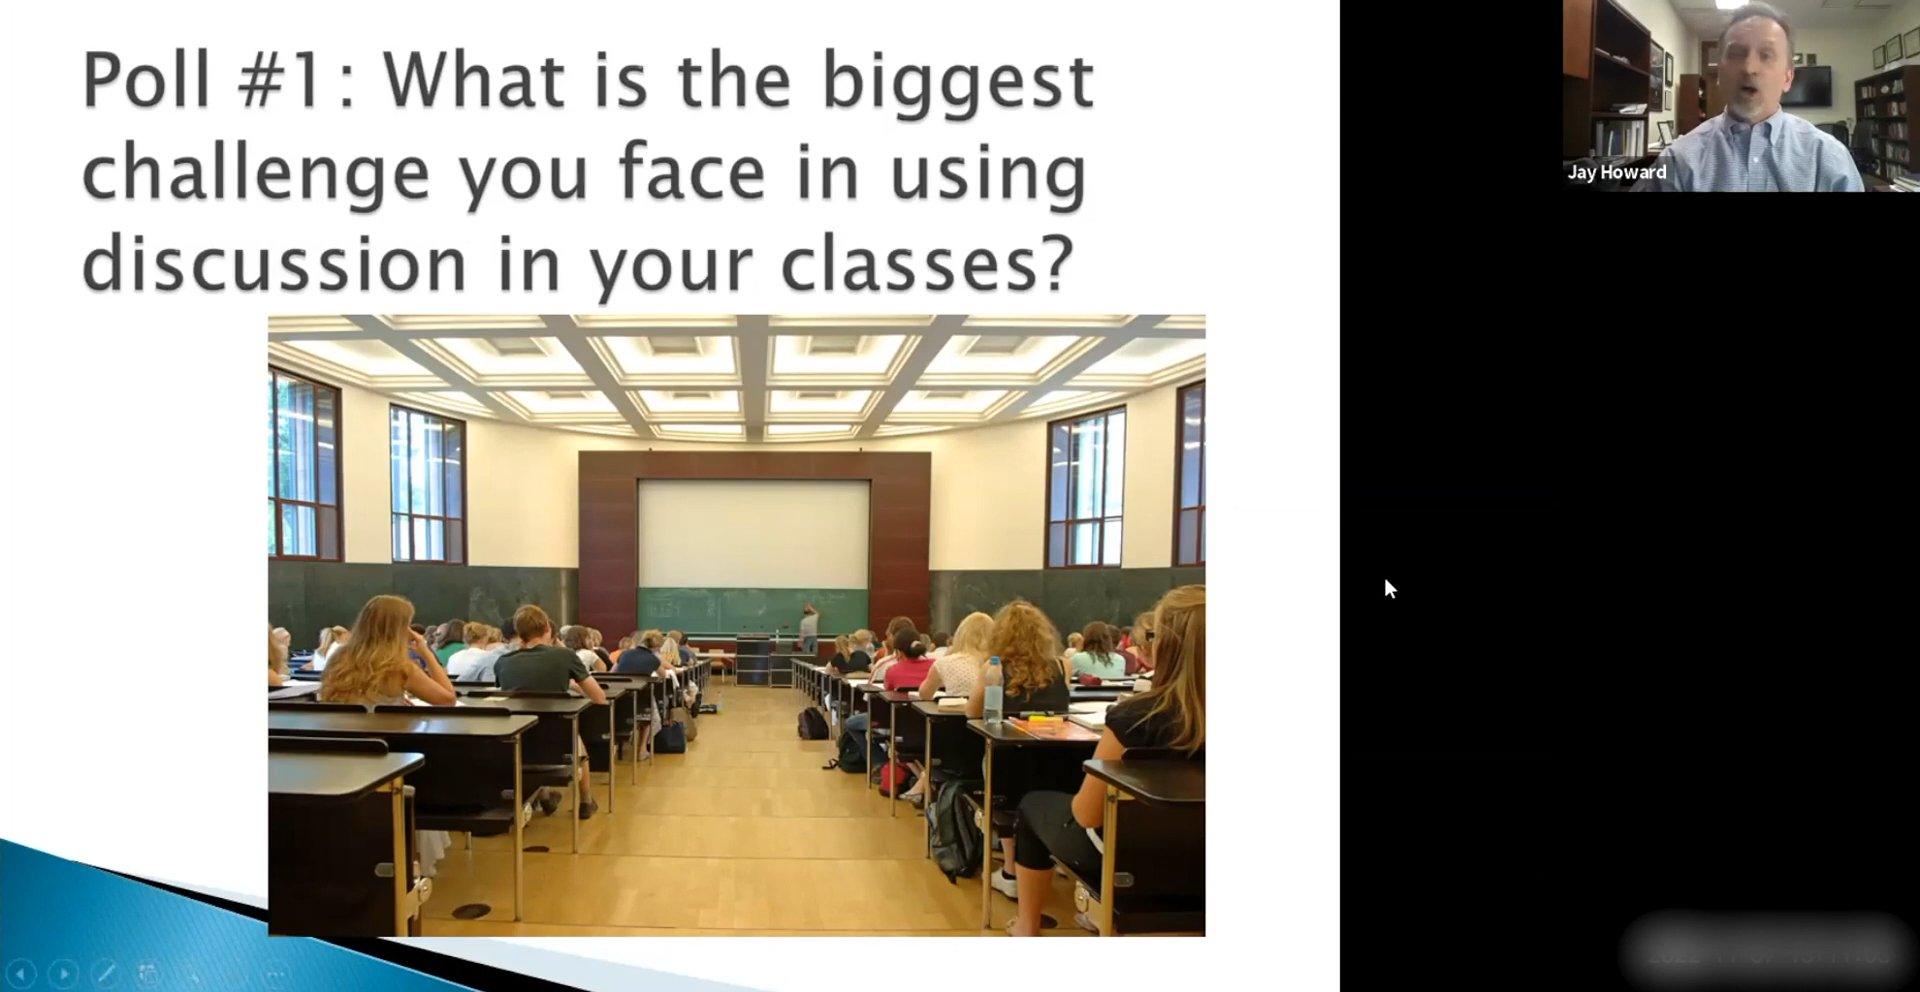 Poll #1: What is the biggest
challenge you face in using
discussion in your classes?
Jay Howard